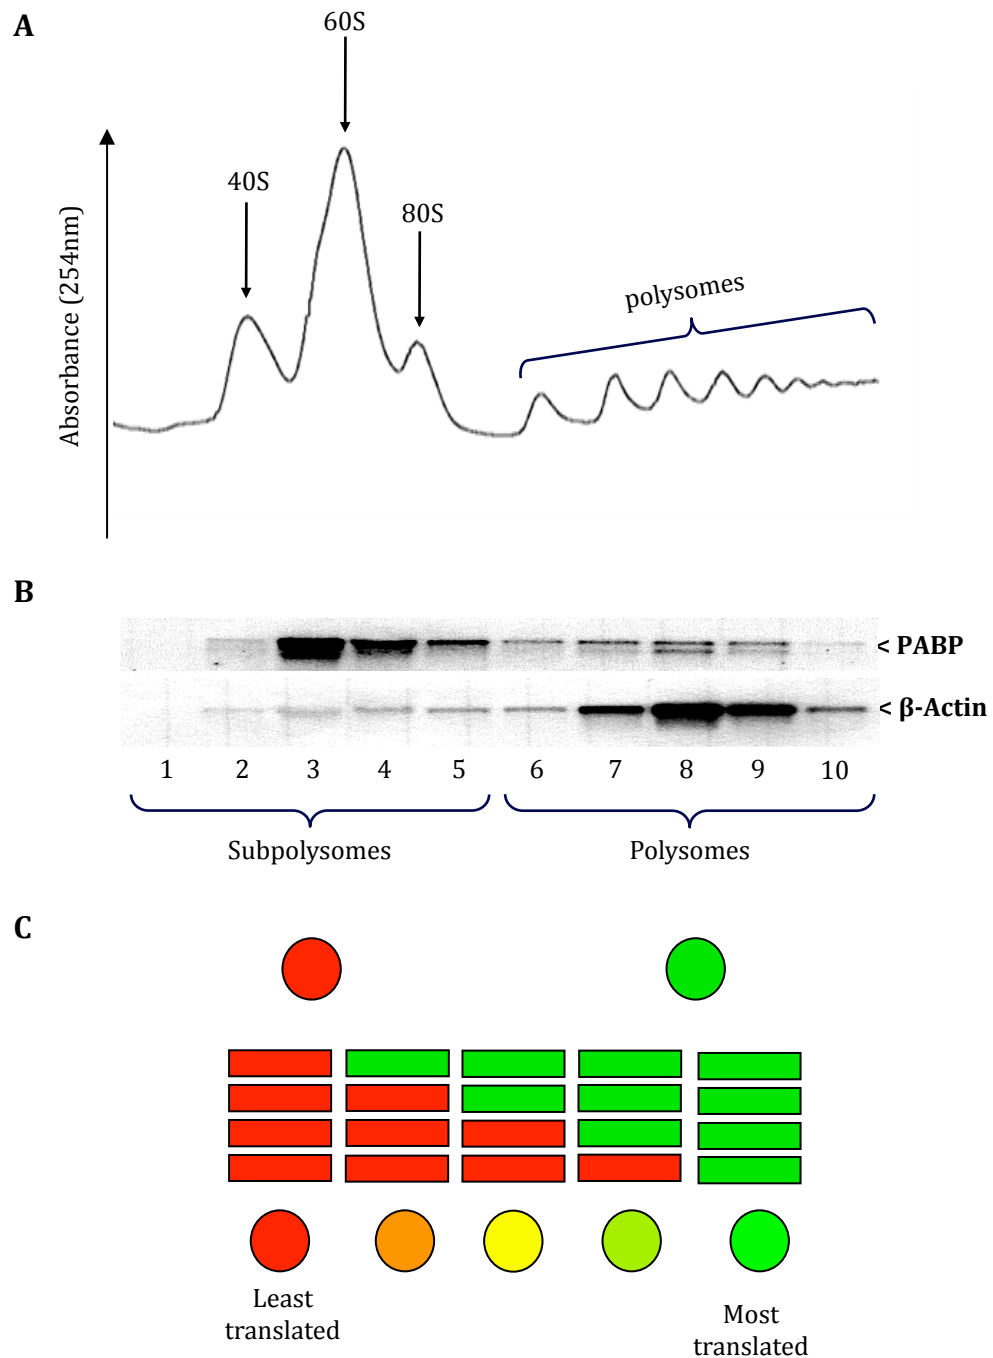 A
60S
40S
80S
polysomes
Absorbance (254nm)
B
< PABP
< β-Actin
1 2 3 4 5 6 7 8 9 10
Subpolysomes Polysomes
C
Least
translated
Most
translated